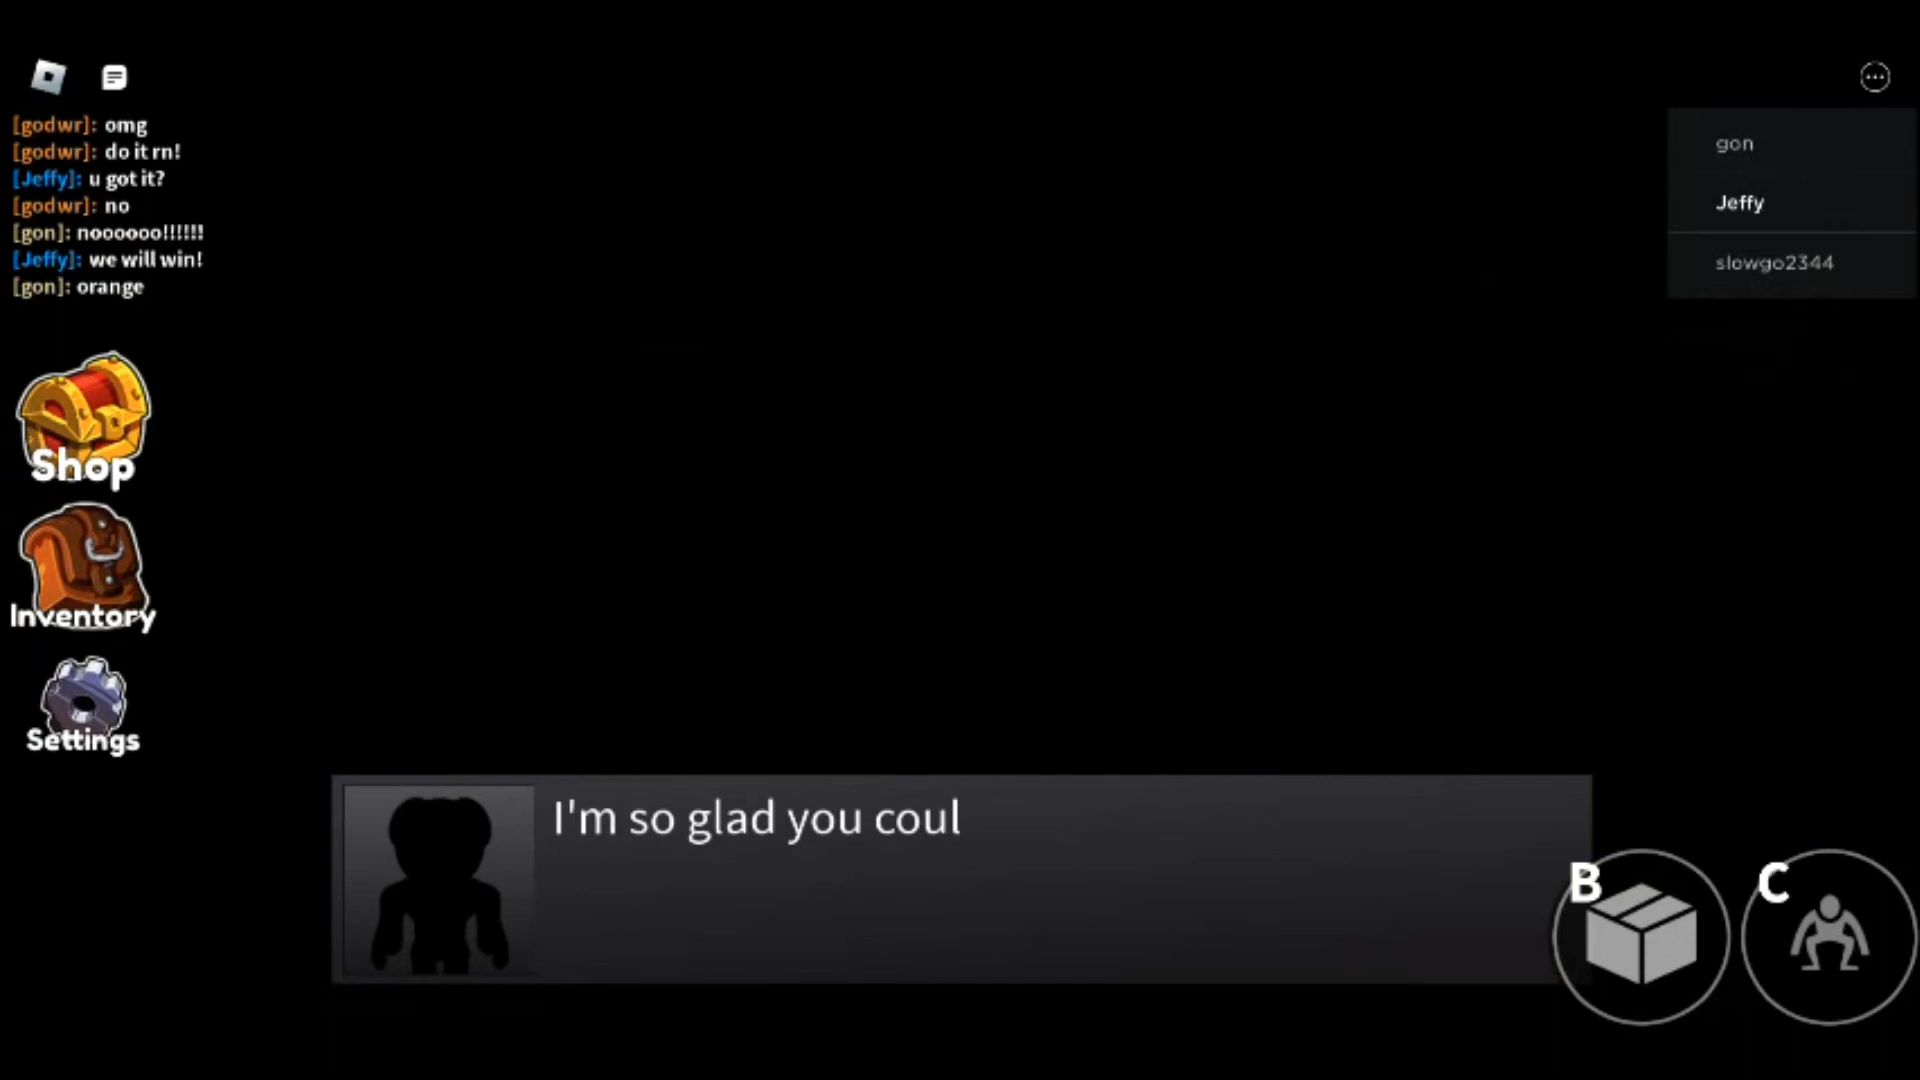 [godwr]: omg
[godwr]: do it rn!
[Jeffy]: u got it?
[godwr]: no
[gon]: noooooo!!!!!!
[Jeffy]: we will win!
[gon]: orange
gon
Jeffy
slowgo2344
Shop
Inventory
Settings
I'm so glad you coul
B
C